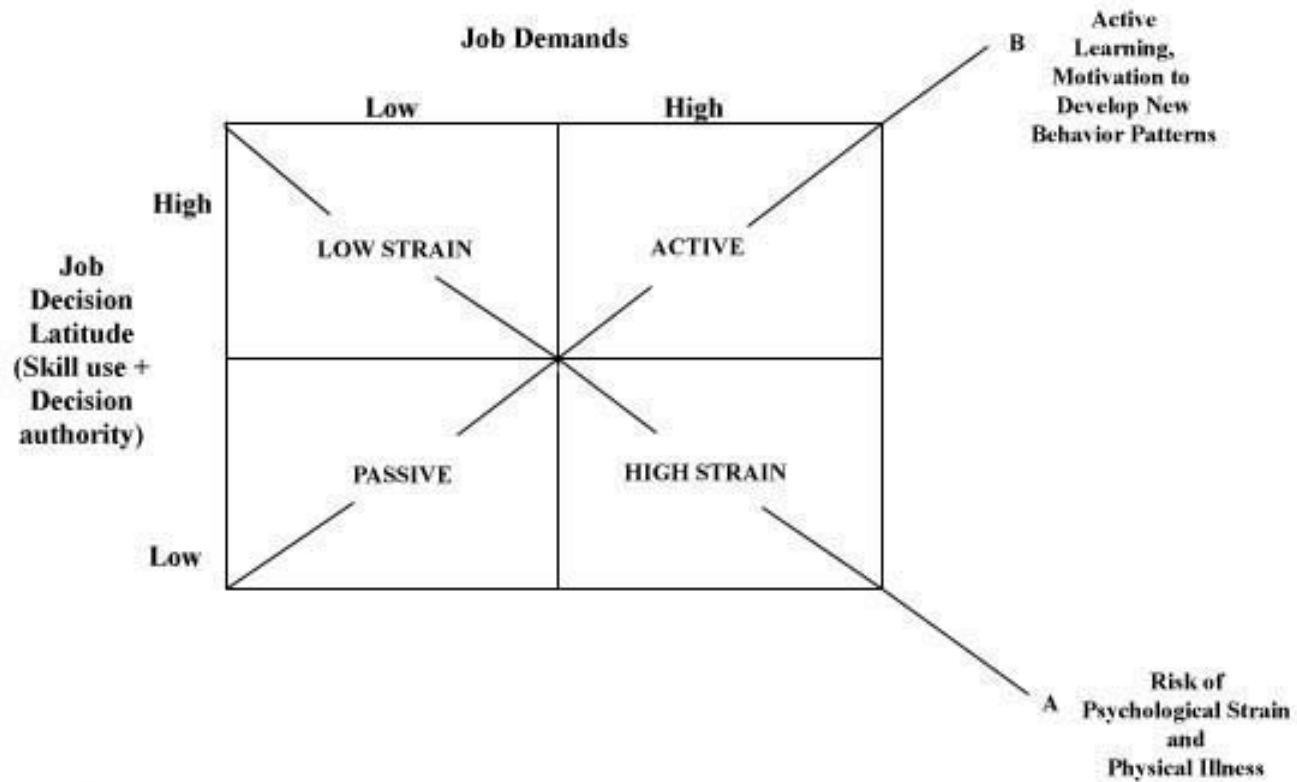 Job Demands
B
Active
Learning,
Motivation to
Develop New
Behavior Patterns
Low
High
High
Job
Decision
Latitude
(Skill use +
Decision
authority)
Low
LOW STRAIN
ACTIVE
PASSIVE
HIGH STRAIN
A
Risk of
Psychological Strain
and
Physical Illness